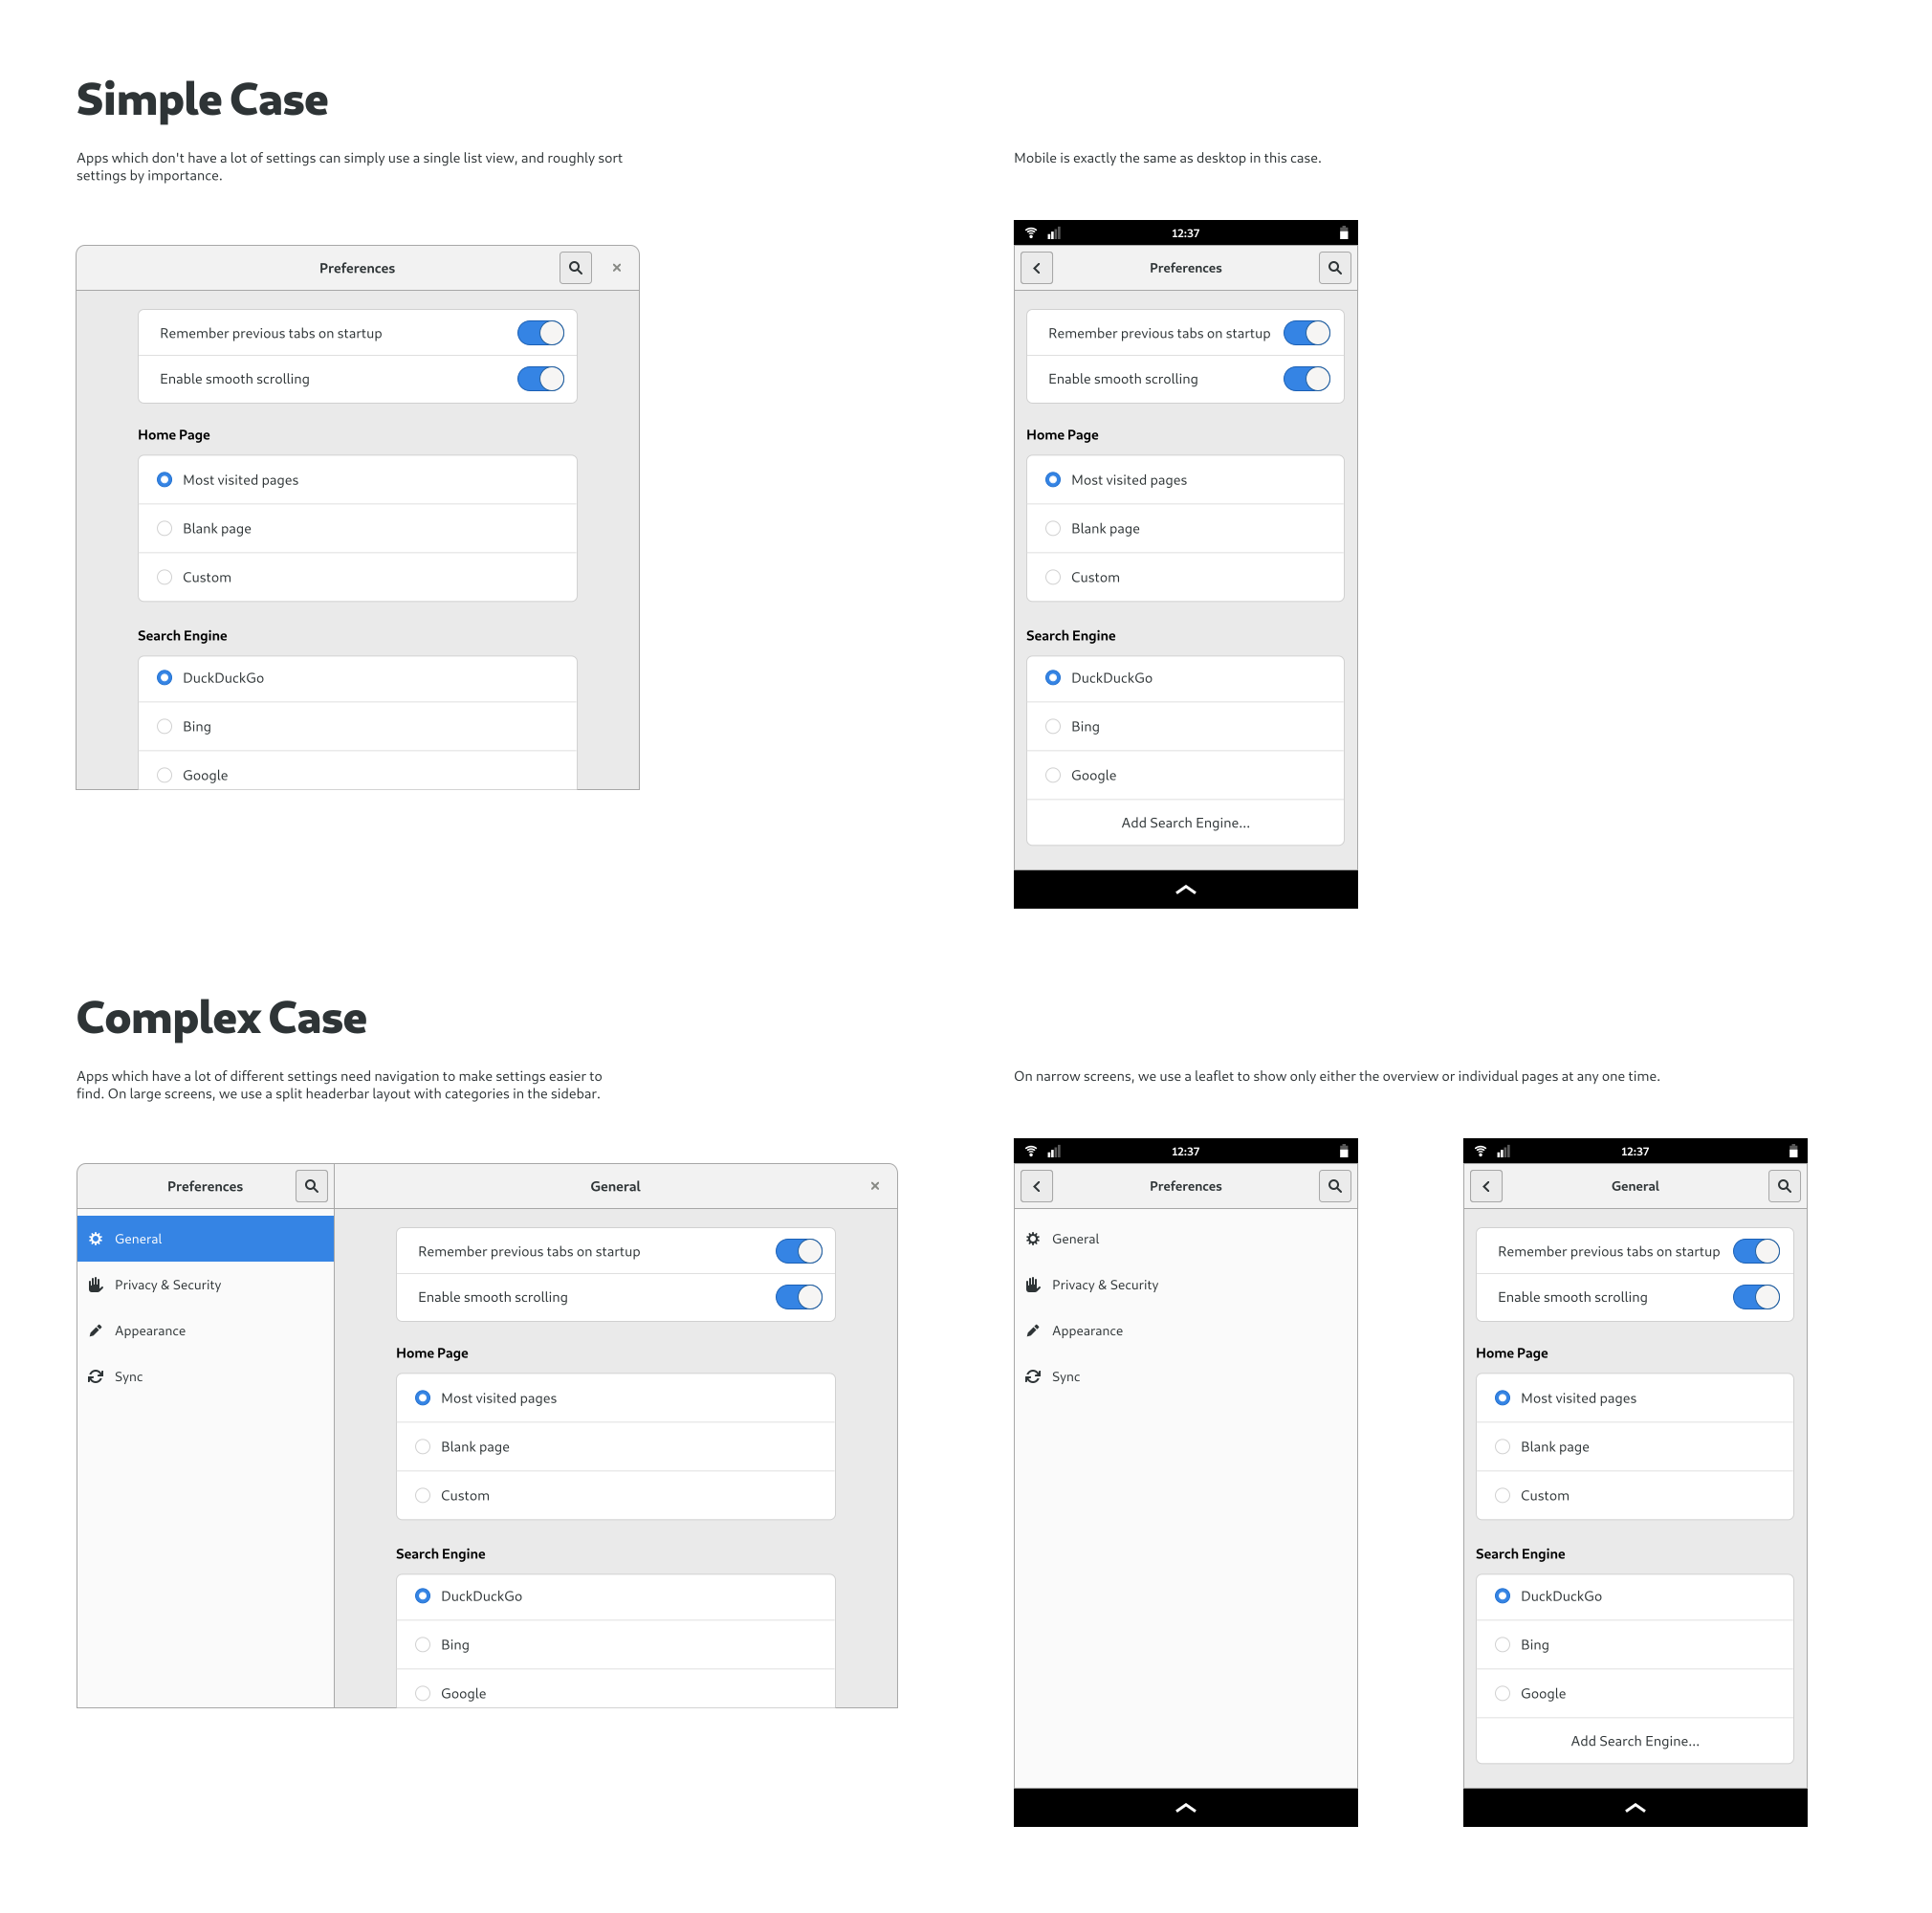 Simple Case
Apps which don't have a lot of settings can simply use a single list view, and roughly sort
settings by importance.
Mobile is exactly the same as desktop in this case.
Preferences
Remember previous tabs on startup
Enable smooth scrolling
Home Page
Most visited pages
Blank page
Custom
Search Engine
DuckDuckGo
Bing
Google
12:37
Preferences
Remember previous tabs on startup
Enable smooth scrolling
Home Page
Most visited pages
Blank page
Custom
Search Engine
DuckDuckGo
Bing
Google
Add Search Engine...
Complex Case
Apps which have a lot of different settings need navigation to make settings easier to
find. On large screens, we use a split headerbar layout with categories in the sidebar.
On narrow screens, we use a leaflet to show only either the overview or individual pages at any one time.
Preferences
General
Privacy & Security
Appearance
Sync
General
Remember previous tabs on startup
Enable smooth scrolling
Home Page
Most visited pages
Blank page
Custom
Search Engine
DuckDuckGo
Bing
Google
12:37
Preferences
General
Privacy & Security
Appearance
Sync
12:37
General
Remember previous tabs on startup
Enable smooth scrolling
Home Page
Most visited pages
Blank page
Custom
Search Engine
DuckDuckGo
Bing
Google
Add Search Engine...